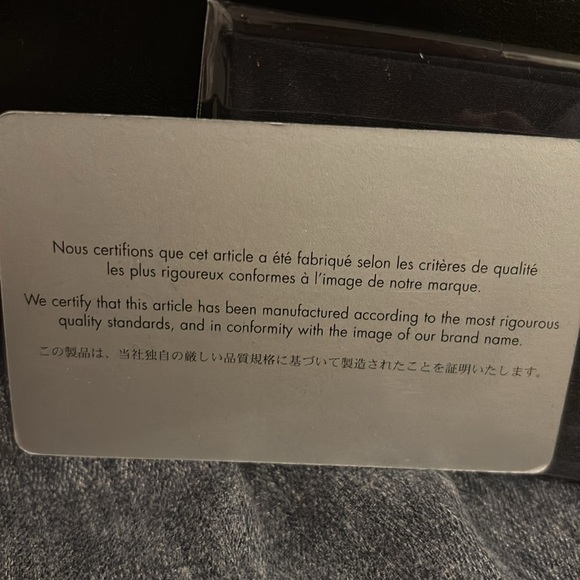 Nous certifions que cet article a été fabriqué selon les critères de qualité
les plus rigoureux conformes à l'image de notre marque.
We certify that this article has been manufactured according to the most rigourous
quality standards, and in conformity with the image of our brand name.
この製品は、当社独自の厳しい品質規格に基づいて製造されたことを証明いたします。